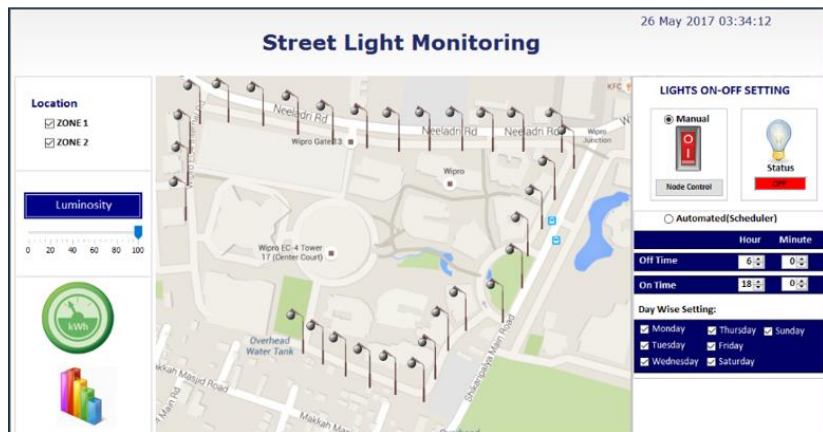 26 May 2017 03:34:12
Street Light Monitoring
Location
ZONE 1
ZONE 2
Luminosity
0 20 40 60 80 100
kWh
KFC
Neeladri Rd
Neeladri Rd
Neeladri Rd
Wipro Gate 13
Wipro
Junction
Wipro
Wipro EC-4 Tower
17 (Center Court)
Overhead
Water Tank
Shikaripalya Main Road
Makkah Masjid Road
Makkah Masjid
Main Rd
Overhead
LIGHTS ON-OFF SETTING
Manual
Node Control
Status
OFF
Automated(Scheduler)
Hour Minute
Off Time 6 0
On Time 18 0
Day Wise Setting:
Monday Thursday Sunday
Tuesday Friday
Wednesday Saturday